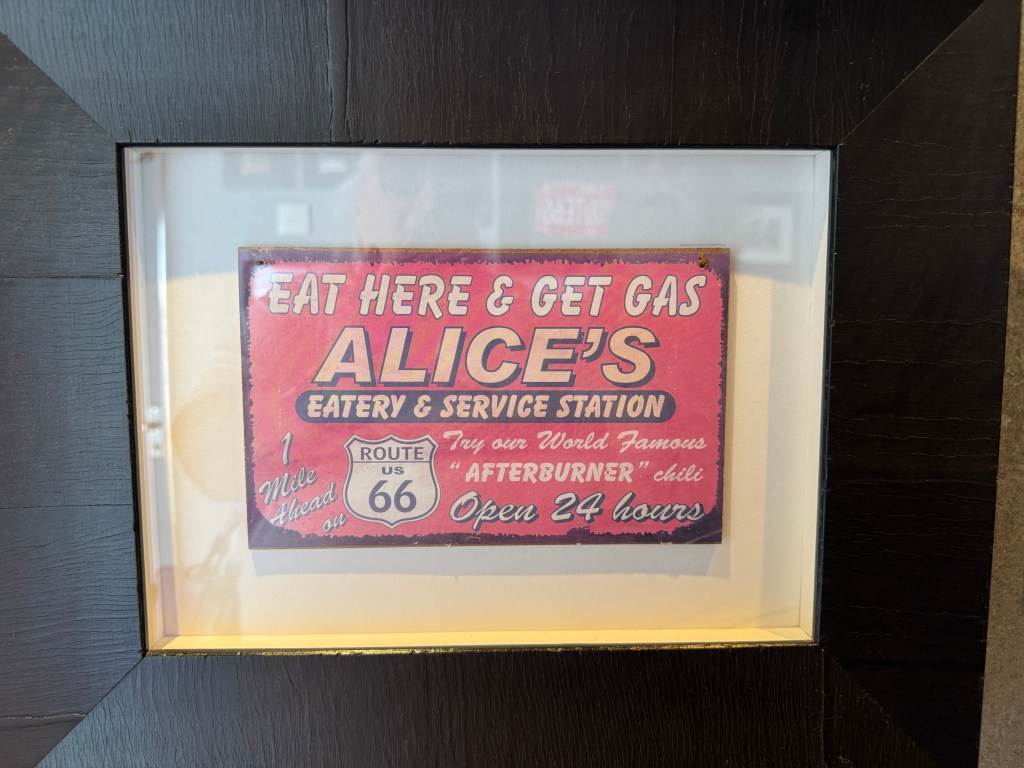 EAT HERE & GET GAS
ALICE'S
EATERY & SERVICE STATION
1
Mile
Ahead
on
ROUTE
US
66
Try our World Famous
"AFTERBURNER" chili
Open 24 hours